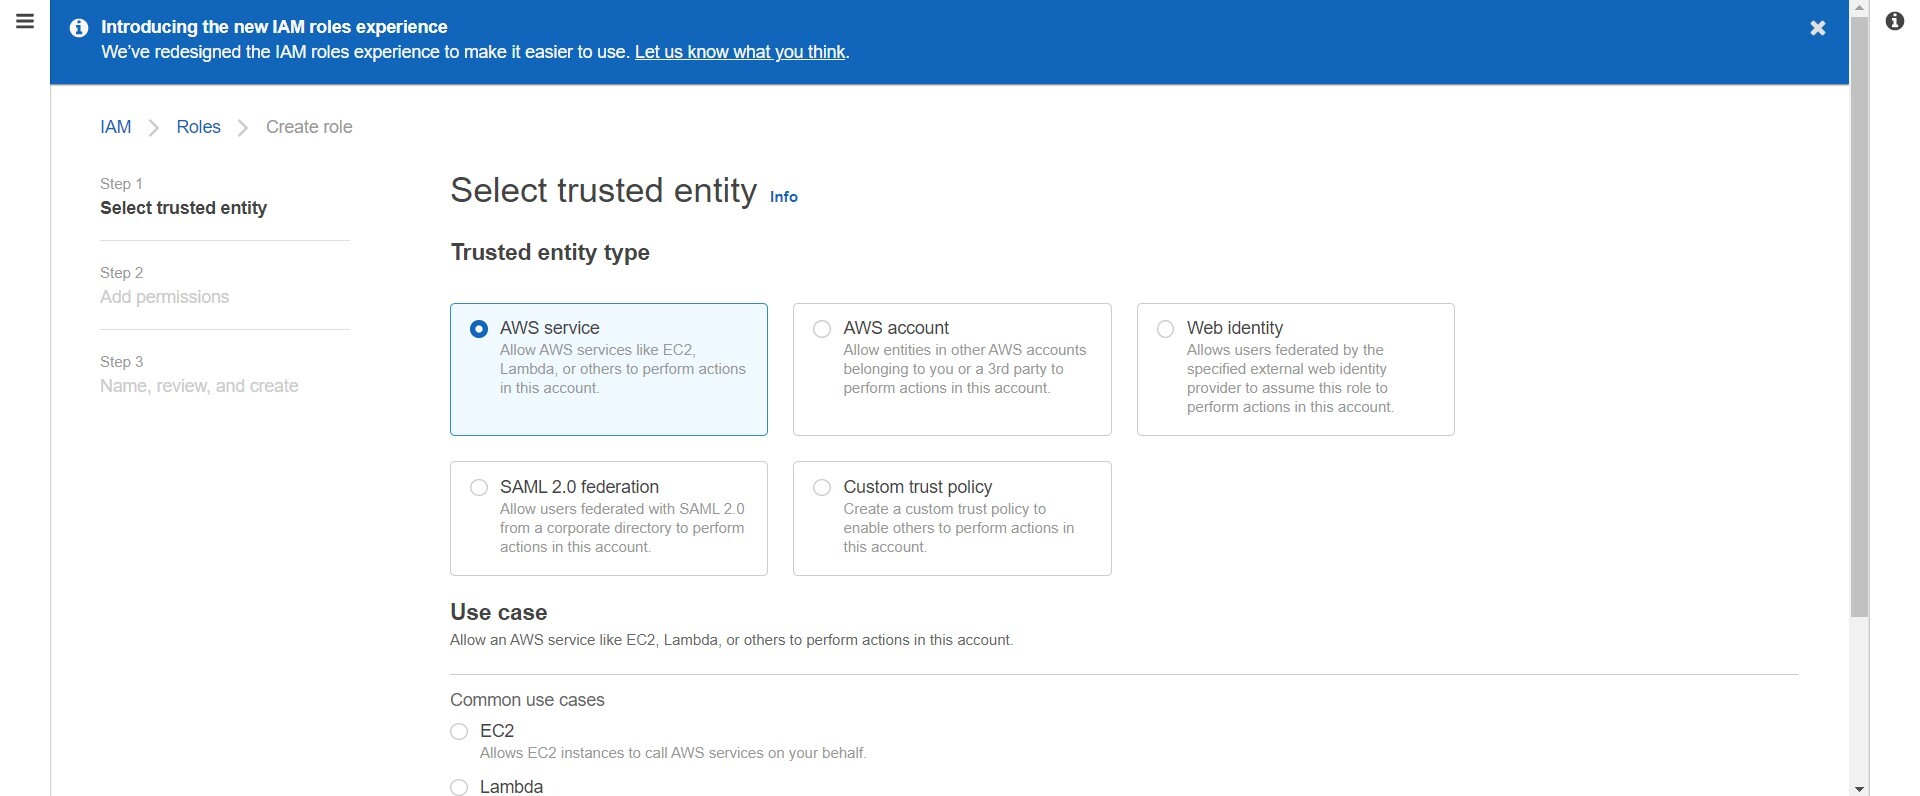 Introducing the new IAM roles experience
We've redesigned the IAM roles experience to make it easier to use. Let us know what you think.
IAM
Roles
Create role
Step 1
Select trusted entity
Step 2
Add permissions
Step 3
Name, review, and create
Select trusted entity Info
Trusted entity type
AWS service
Allow AWS services like EC2,
Lambda, or others to perform actions
in this account.
AWS account
Allow entities in other AWS accounts
belonging to you or a 3rd party to
perform actions in this account.
Web identity
Allows users federated by the
specified external web identity
provider to assume this role to
perform actions in this account.
SAML 2.0 federation
Allow users federated with SAML 2.0
from a corporate directory to perform
actions in this account.
Custom trust policy
Create a custom trust policy to
enable others to perform actions in
this account.
Use case
Allow an AWS service like EC2, Lambda, or others to perform actions in this account.
Common use cases
EC2
Allows EC2 instances to call AWS services on your behalf.
Lambda